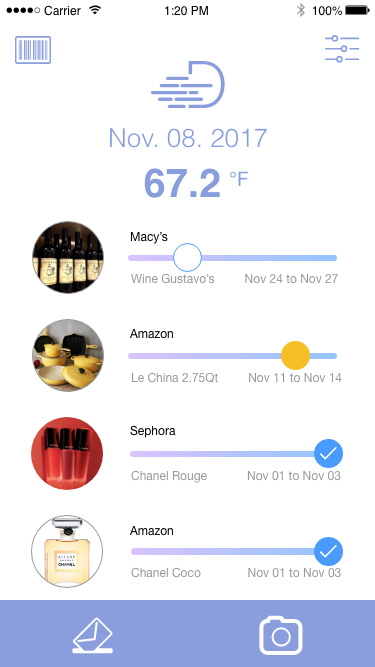 Carrier 1:20 PM 100%
Nov. 08. 2017
67.2 °F
Macy's
Wine Gustavo's Nov 24 to Nov 27
Amazon
Le China 2.75Qt Nov 11 to Nov 14
Sephora
Chanel Rouge Nov 01 to Nov 03
Amazon
ALLURE
CHANEL
Chanel Coco Nov 01 to Nov 03